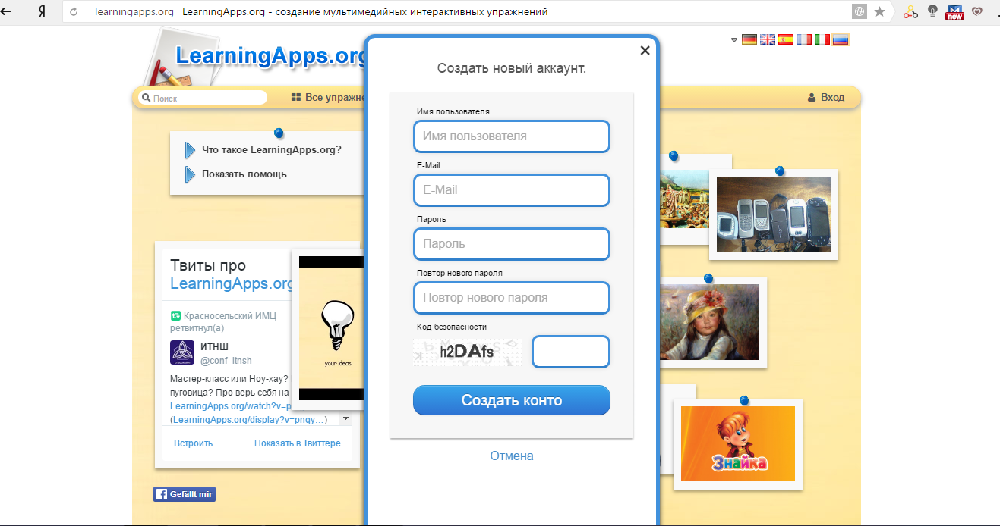 learningapps.org LearningApps.org - создание мультимедийных интерактивных упражнений
new
LearningApps.org
Поиск
Все упражне
Вход
Что такое LearningApps.org?
Показать помощь
Твиты про
LearningApps.org
Красносельский ИМЦ
ретвитнул(а)
ИТНШ
@conf_itnsh
Мастер-класс или Ноу-хау?
пуговица? Про верь себя на
LearningApps.org/watch?v=p
(LearningApps.org/display?v=pnqy…)
Встроить
Показать в Твиттере
your ideas
Gefällt mir
Создать новый аккаунт.
Имя пользователя
Имя пользователя
E-Mail
E-Mail
Пароль
Пароль
Повтор нового пароля
Повтор нового пароля
Код безопасности
h2DAfs
Создать конто
Отмена
Знайка